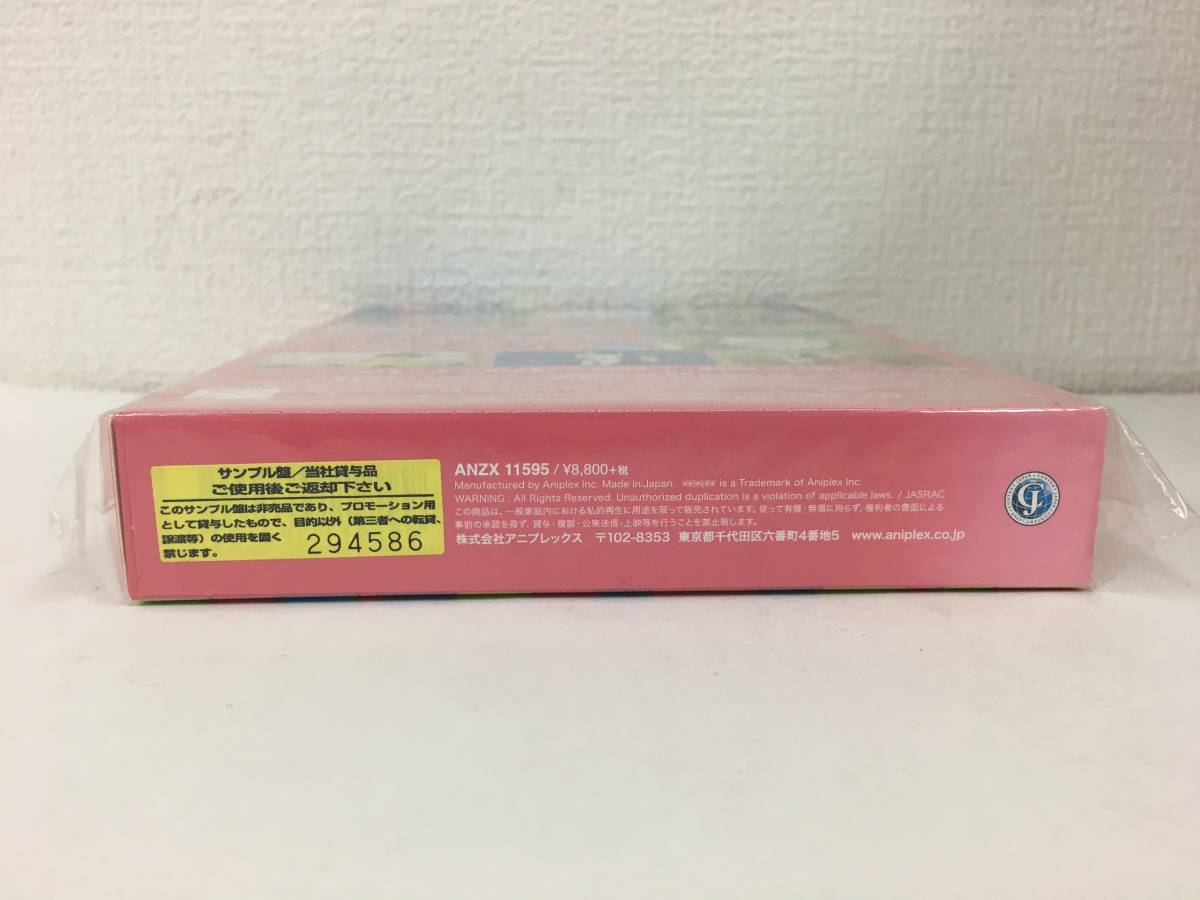 サンプル盤／当社貸与品
ご使用後ご返却下さい
このサンプル盤は非売品であり、プロモーション用
として貸与したもので、目的以外（第三者への転貸、
譲渡等）の使用を固く
禁じます。
294586
ANZX 11595 / ¥8,800+税
Manufactured by Aniplex Inc. Made in Japan. is a Trademark of Aniplex Inc.
WARNING : All Rights Reserved. Unauthorized duplication is a violation of applicable laws. / JASRAC
この商品は、一般家庭内における私的再生に用途を限って販売されています。従って有償・無償に拘らず、権利者の書面による
事前の承諾を得ず、貸与・複製・公衆送信・上映等を行うことを禁止致します。
株式会社アニプレックス 〒102-8353 東京都千代田区六番町4番地5 www.aniplex.co.jp